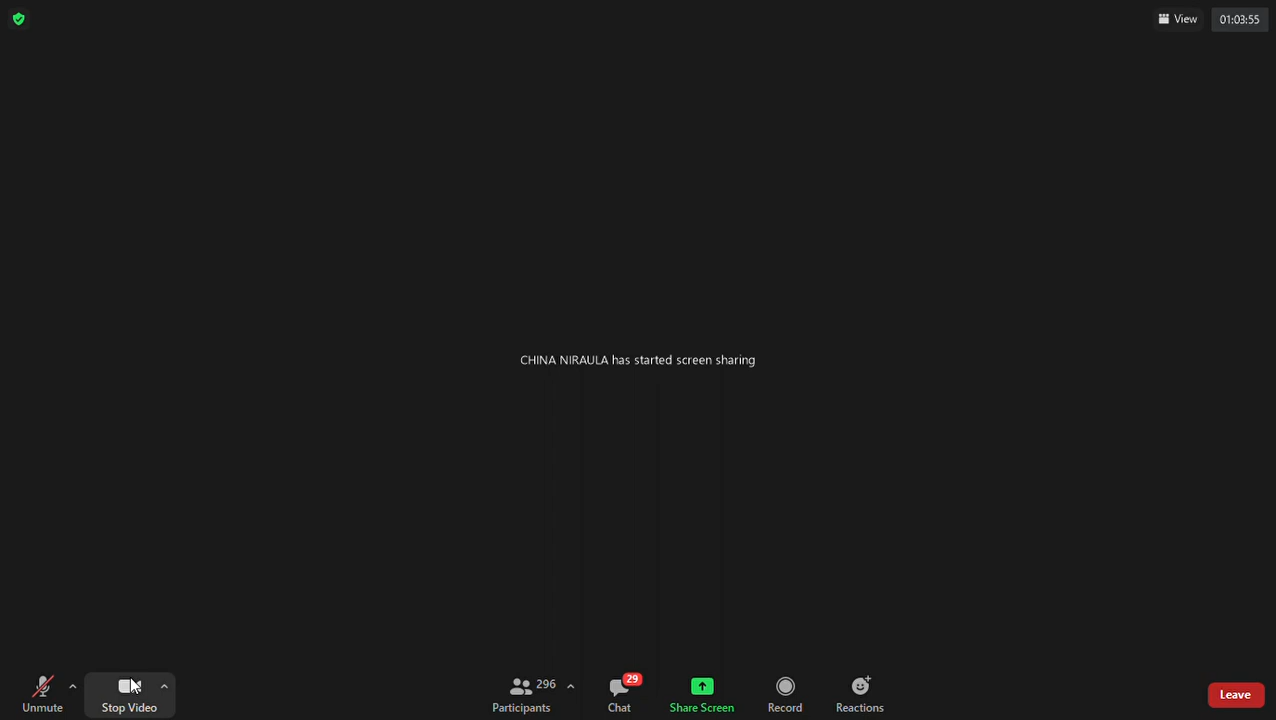 View
01:03:55
CHINA NIRAULA has started screen sharing
Unmute
Stop Video
296
Participants
29
Chat
Share Screen
Record
Reactions
Leave